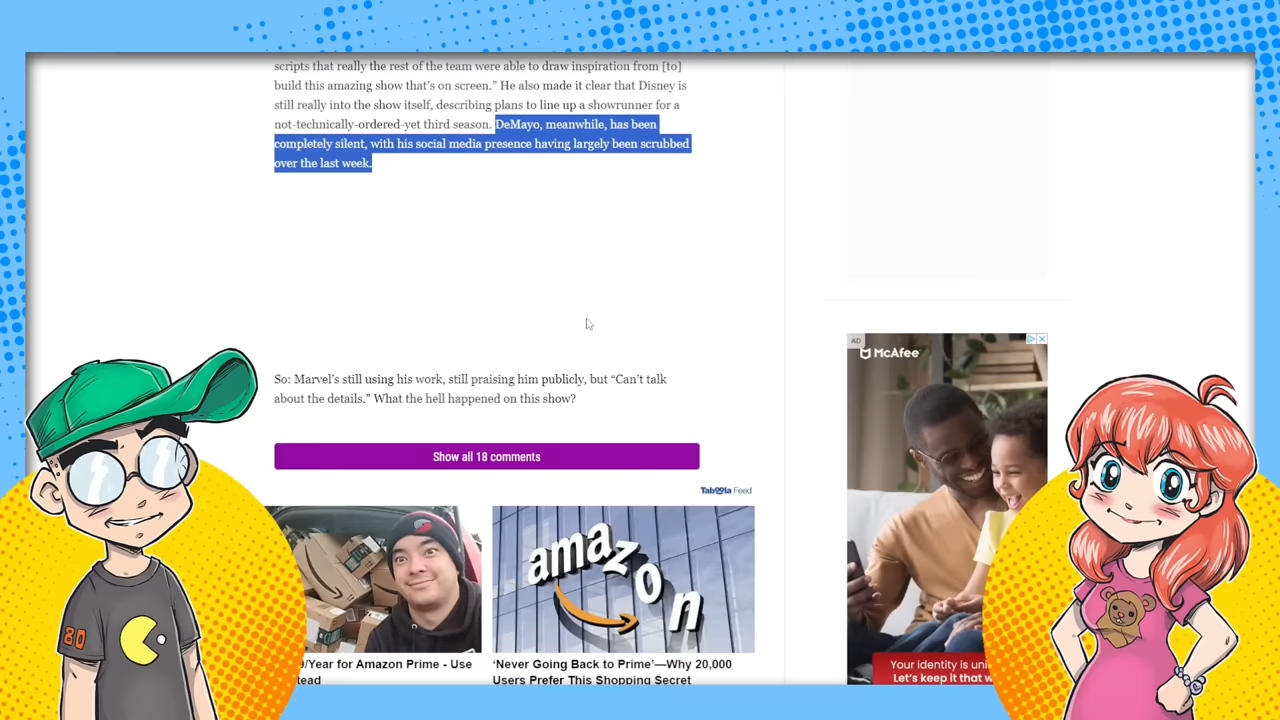 scripts that really the rest of the team were able to draw inspiration from [to]
build this amazing show that's on screen.” He also made it clear that Disney is
still really into the show itself, describing plans to line up a showrunner for a
not-technically-ordered-yet third season. DeMayo, meanwhile, has been
completely silent, with his social media presence having largely been scrubbed
over the last week.
So: Marvel's still using his work, still praising him publicly, but “Can't talk
about the details.” What the hell happened on this show?
Show all 18 comments
Taboola Feed
amazon
/Year for Amazon Prime - Use
tead
‘Never Going Back to Prime’—Why 20,000
Users Prefer This Shopping Secret
AD
McAfee
Your identity is uni
Let's keep it that w
80